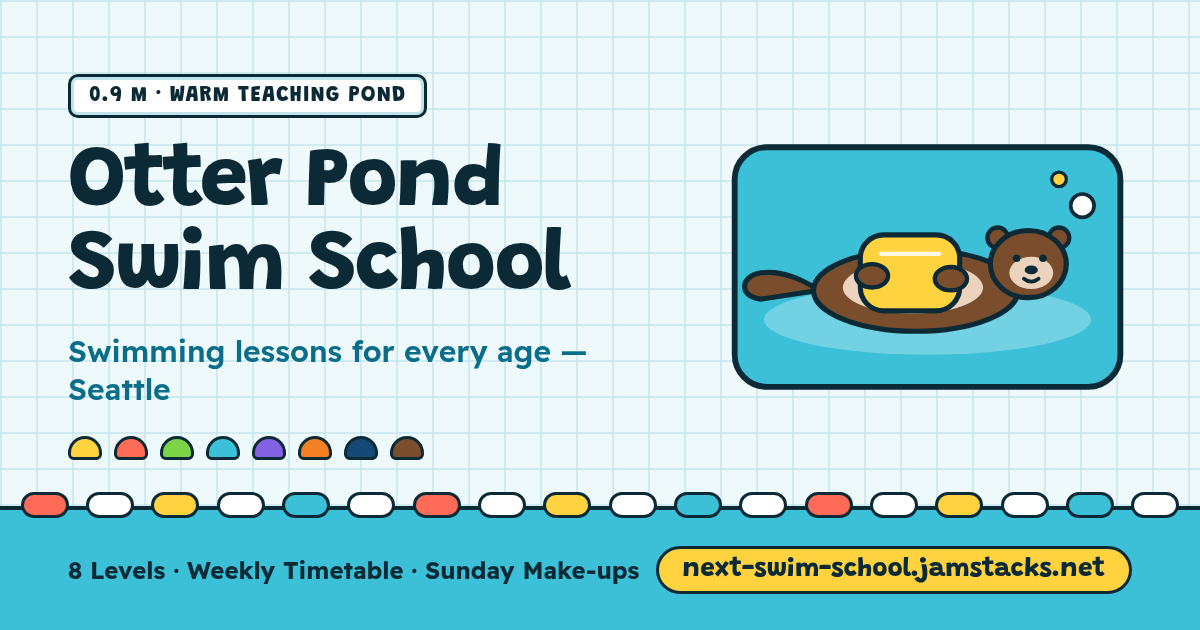 0.9 M · WARM TEACHING POND
Otter Pond
Swim School
Swimming lessons for every age —
Seattle
8 Levels · Weekly Timetable · Sunday Make-ups
next-swim-school.jamstacks.net